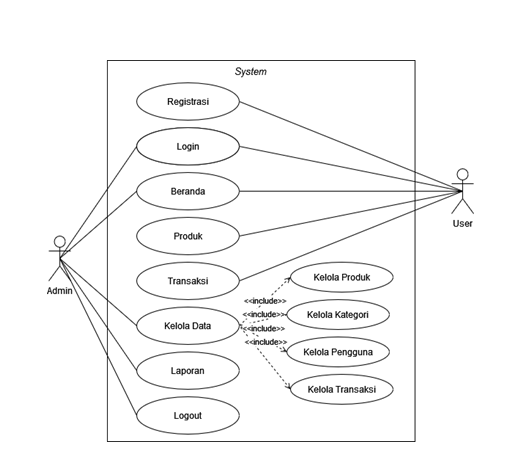 System
Registrasi
Login
Beranda
User
Produk
Admin
Transaksi
Kelola Produk
<<include>>
Kelola Data
<<include>>
Kelola Kategori
<<include>>
<<include>>
Kelola Pengguna
Laporan
Kelola Transaksi
Logout